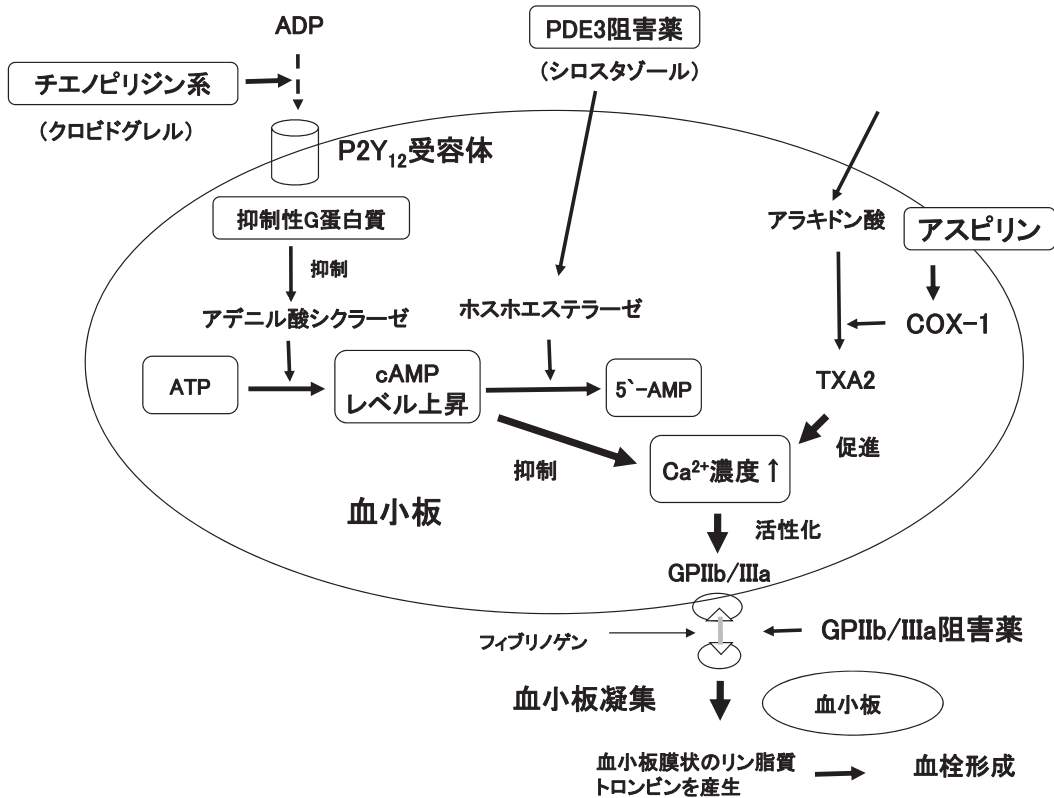 ADP
PDE3阻害薬
(シロスタゾール)
チエノピリジン系
(クロピドグレル)
P2Y₁₂受容体
抑制性G蛋白質
抑制
アデニル酸シクラーゼ
ホスホエステラーゼ
アラキドン酸
アスピリン
COX-1
TXA2
ATP
cAMP
レベル上昇
5`-AMP
抑制
促進
Ca²⁺濃度↑
血小板
活性化
GPIIb/IIIa
フィブリノゲン
GPIIb/IIIa阻害薬
血小板凝集
血小板
血小板膜状のリン脂質
トロンビンを産生
血栓形成